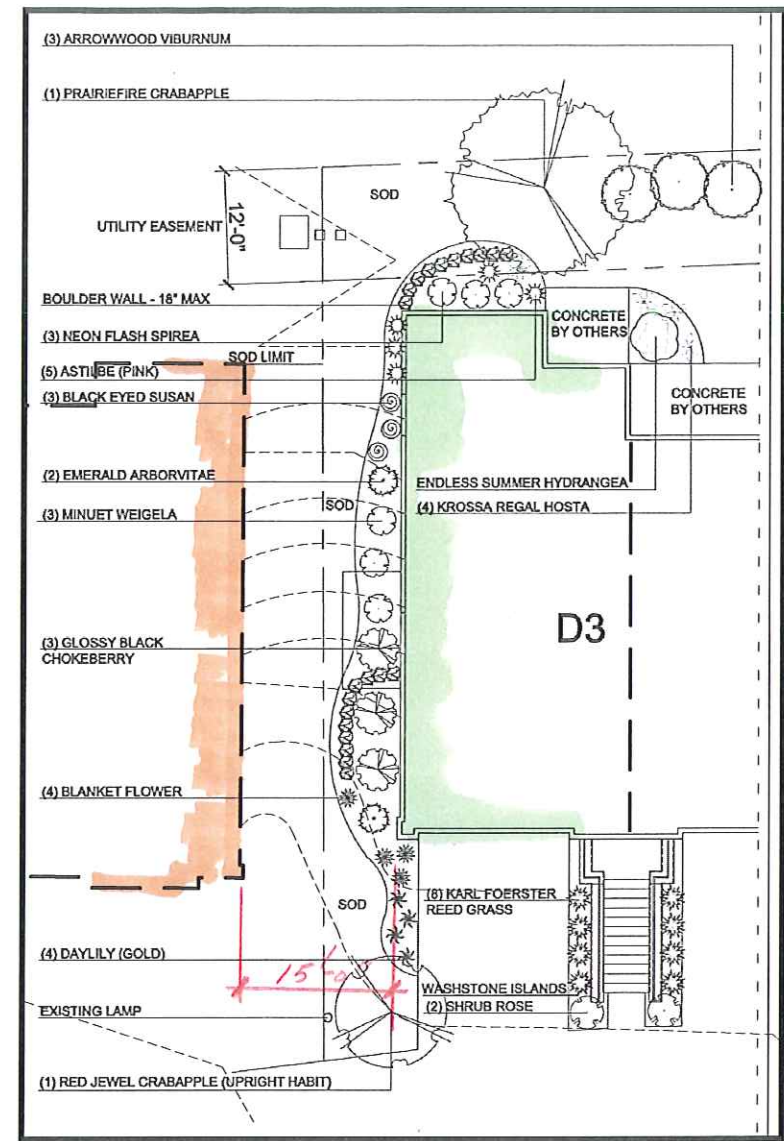 (3) ARROWWOOD VIBURNUM
(1) PRAIRIEFIRE CRABAPPLE
SOD
UTILITY EASEMENT
12'-0"
BOULDER WALL - 18" MAX
(3) NEON FLASH SPIREA
CONCRETE
BY OTHERS
SOD LIMIT
(5) ASTILBE (PINK)
(3) BLACK EYED SUSAN
CONCRETE
BY OTHERS
(2) EMERALD ARBORVITAE
ENDLESS SUMMER HYDRANGEA
SOD
(4) KROSSA REGAL HOSTA
(3) MINUET WEIGELA
D3
(3) GLOSSY BLACK
CHOKEBERRY
(4) BLANKET FLOWER
(8) KARL FOERSTER
REED GRASS
SOD
(4) DAYLILY (GOLD)
15'-0"
WASHSTONE ISLANDS
(2) SHRUB ROSE
EXISTING LAMP
(1) RED JEWEL CRABAPPLE (UPRIGHT HABIT)